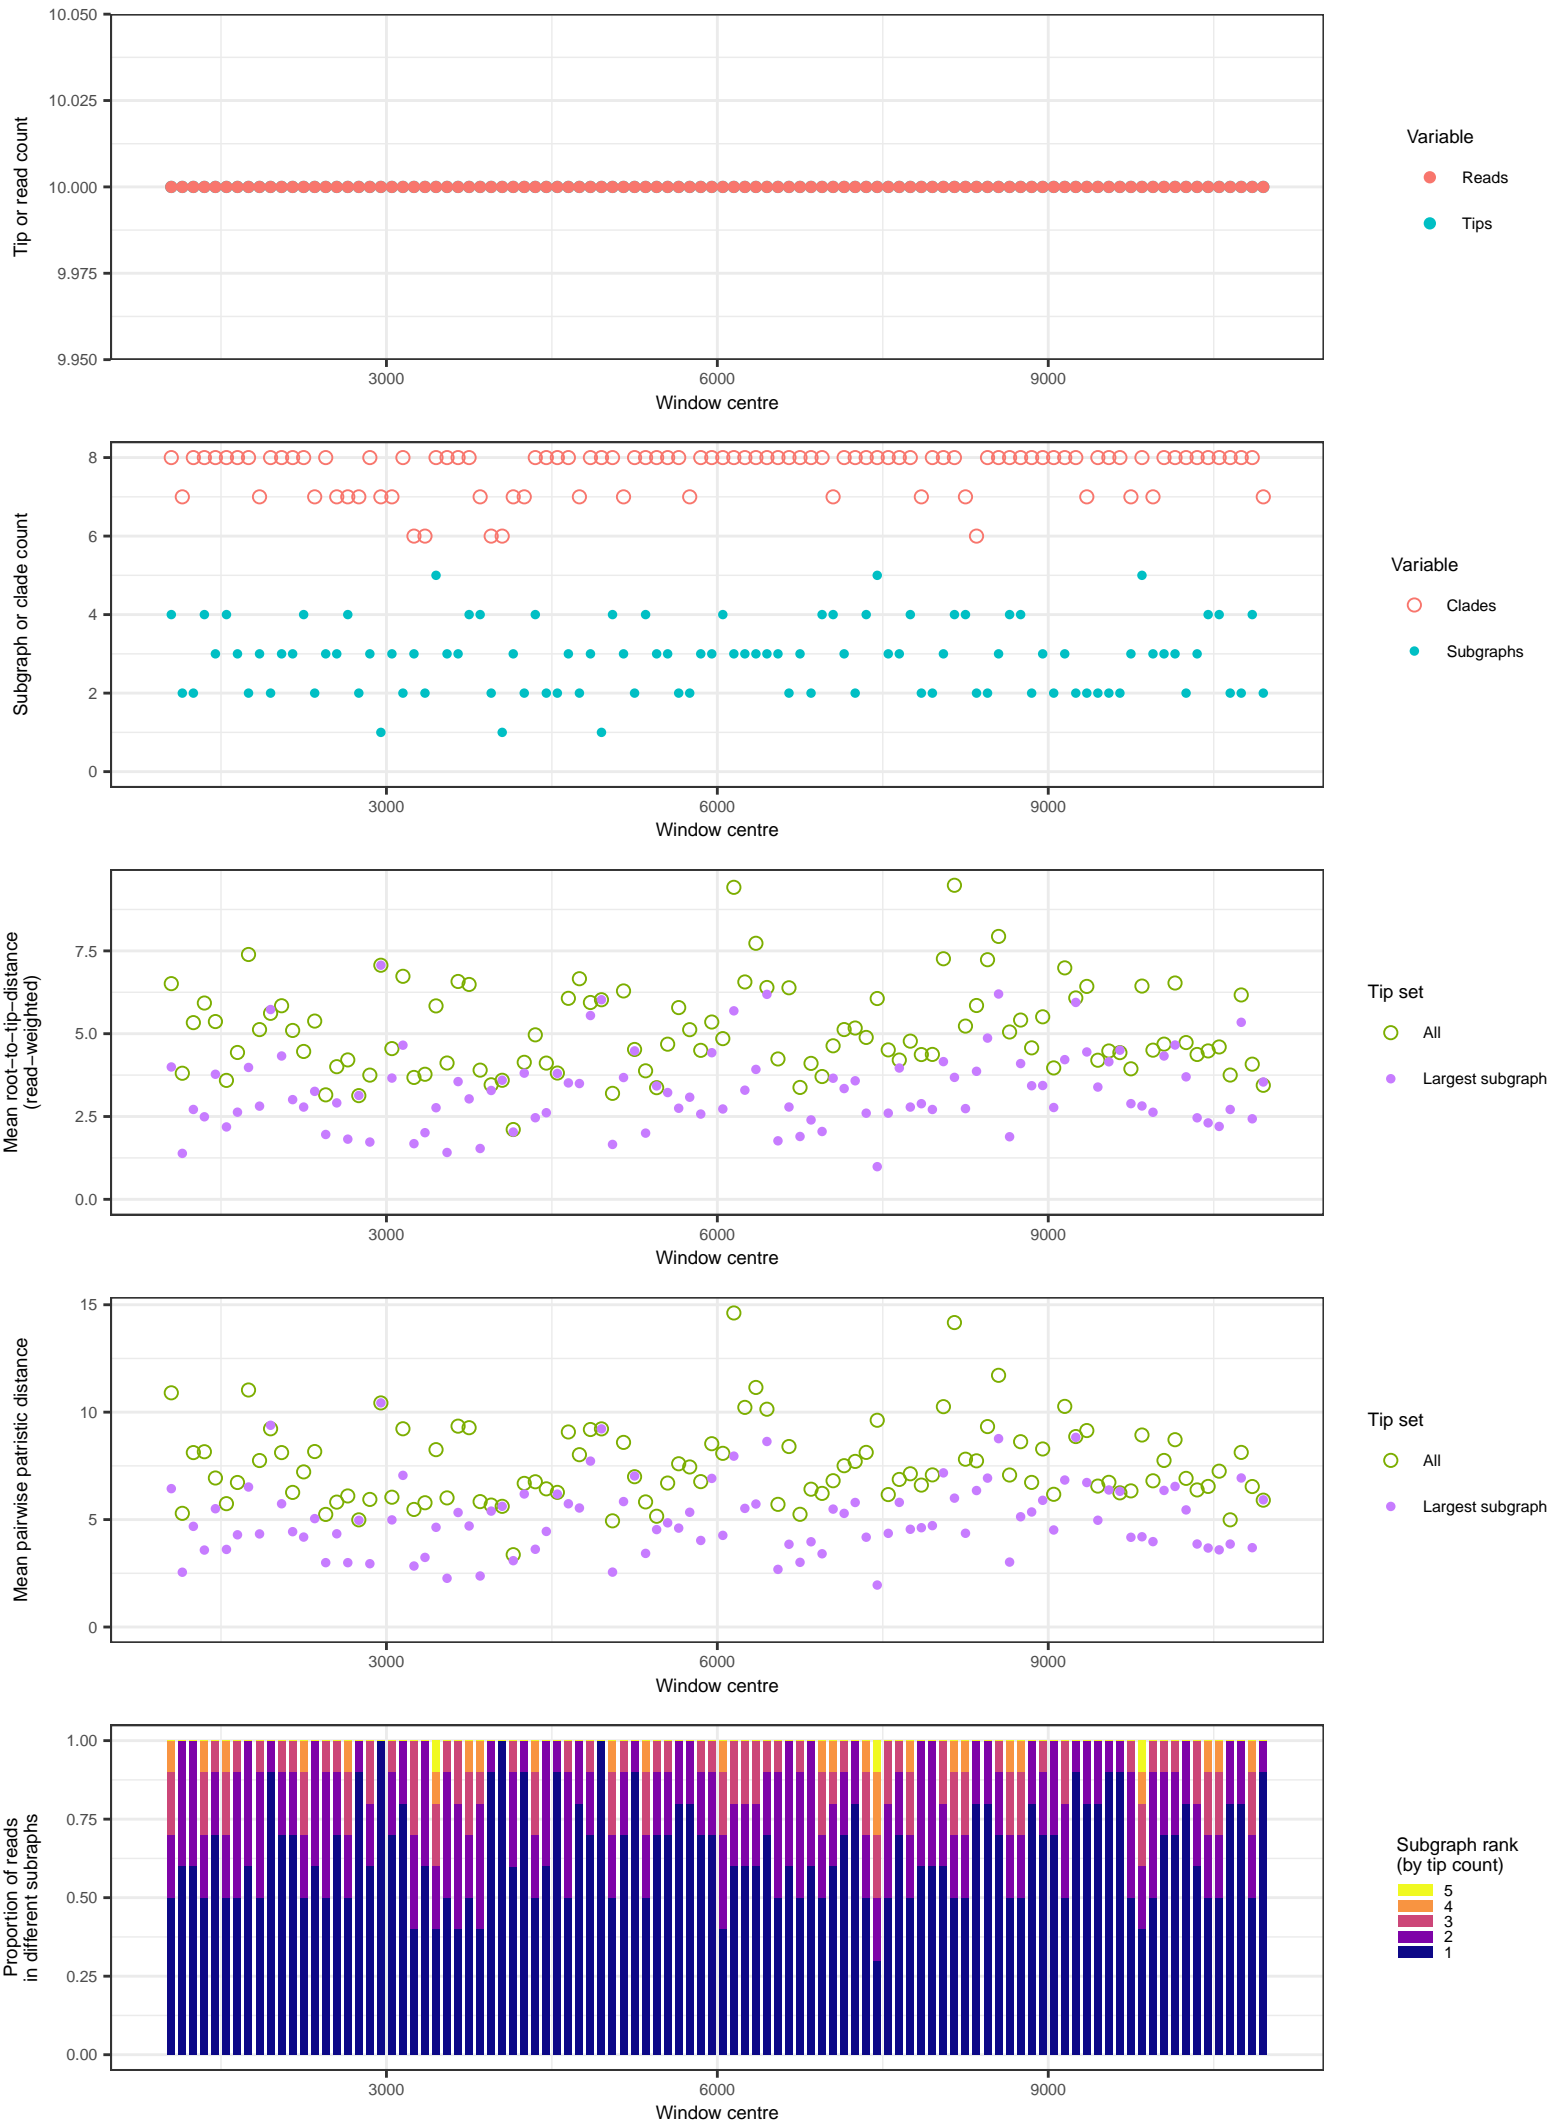 10.050
10.025
10.000
9.975
9.950
Tip or read count
3000
6000
9000
Window centre
Variable
Reads
Tips
8
6
4
2
0
Subgraph or clade count
3000
6000
9000
Window centre
Variable
Clades
Subgraphs
7.5
5.0
2.5
0.0
Mean root−to−tip−distance
(read−weighted)
3000
6000
9000
Window centre
Tip set
All
Largest subgraph
15
10
5
0
Mean pairwise patristic distance
3000
6000
9000
Window centre
Tip set
All
Largest subgraph
1.00
0.75
0.50
0.25
0.00
Proportion of reads
in different subraphs
3000
6000
9000
Window centre
Subgraph rank
(by tip count)
5
4
3
2
1